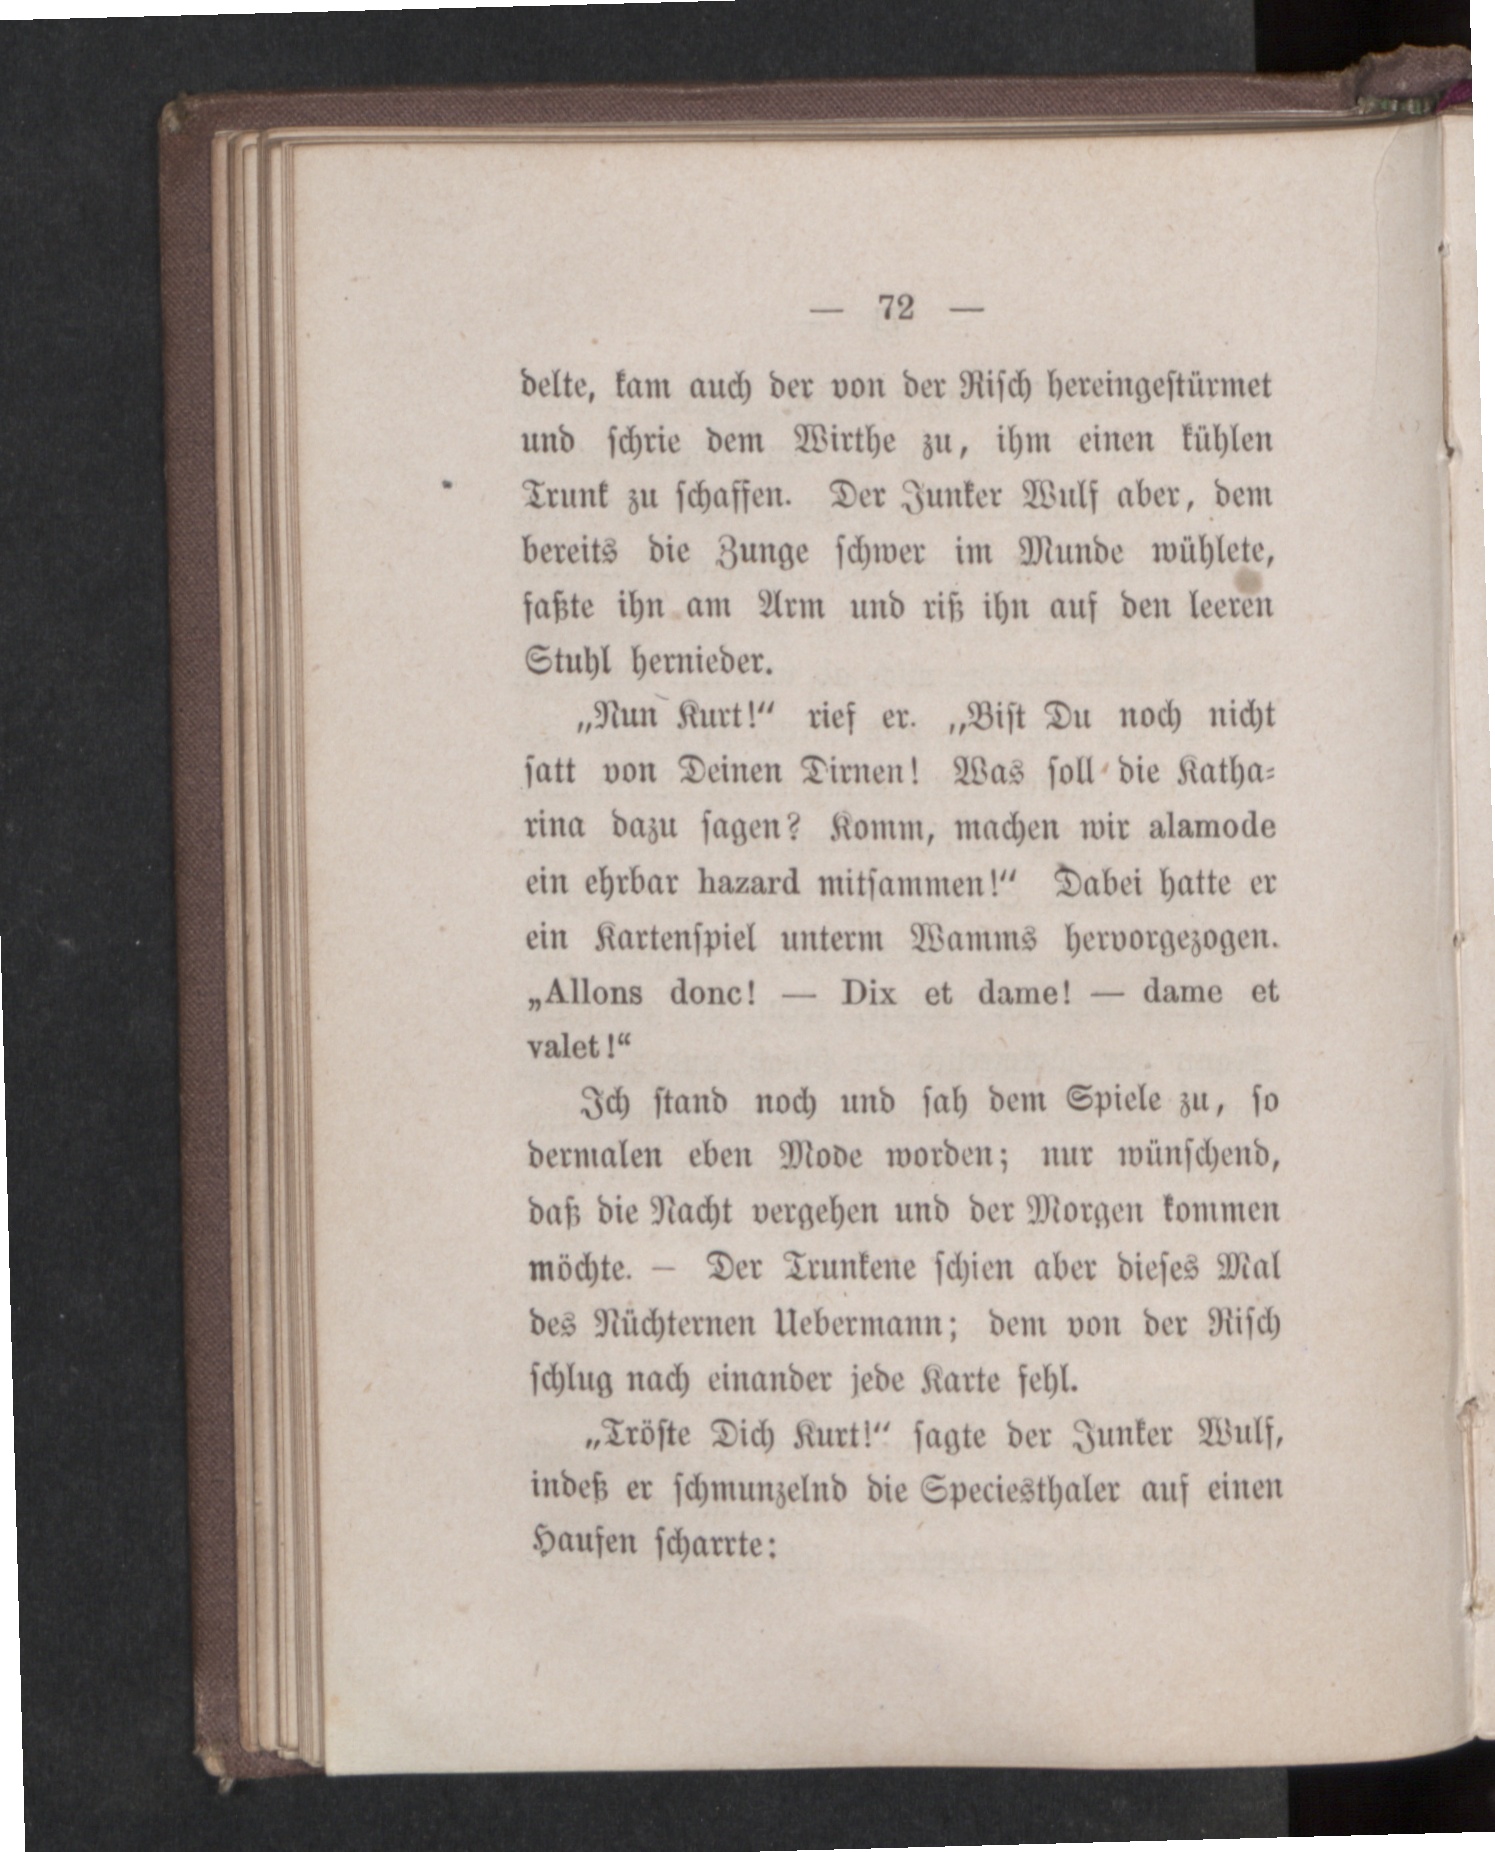 — 72 —
delte, kam auch der von der Risch hereingestürmet
und schrie dem Wirthe zu, ihm einen kühlen
Trunk zu schaffen. Der Junker Wulf aber, dem
bereits die Zunge schwer im Munde wühlete,
faßte ihn am Arm und riß ihn auf den leeren
Stuhl hernieder.
„Nun Kurt!“ rief er. „Bist Du noch nicht
satt von Deinen Dirnen! Was soll die Katha-
rina dazu sagen? Komm, machen wir alamode
ein ehrbar hazard mitsammen!“ Dabei hatte er
ein Kartenspiel unterm Wamms hervorgezogen.
„Allons donc! — Dix et dame! — dame et
valet!“
Ich stand noch und sah dem Spiele zu, so
dermalen eben Mode worden; nur wünschend,
daß die Nacht vergehen und der Morgen kommen
möchte. — Der Trunkene schien aber dieses Mal
des Nüchternen Uebermann; dem von der Risch
schlug nach einander jede Karte fehl.
„Tröste Dich Kurt!“ sagte der Junker Wulf,
indeß er schmunzelnd die Speciesthaler auf einen
Haufen scharrte: